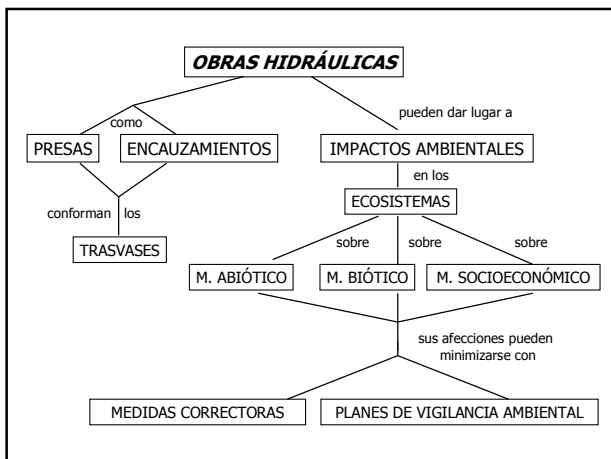 OBRAS HIDRÁULICAS
como
pueden dar lugar a
PRESAS
ENCAUZAMIENTOS
IMPACTOS AMBIENTALES
en los
ECOSISTEMAS
conforman los
TRASVASES
sobre
sobre
sobre
M. ABIÓTICO
M. BIÓTICO
M. SOCIOECONÓMICO
sus afecciones pueden
minimizarse con
MEDIDAS CORRECTORAS
PLANES DE VIGILANCIA AMBIENTAL